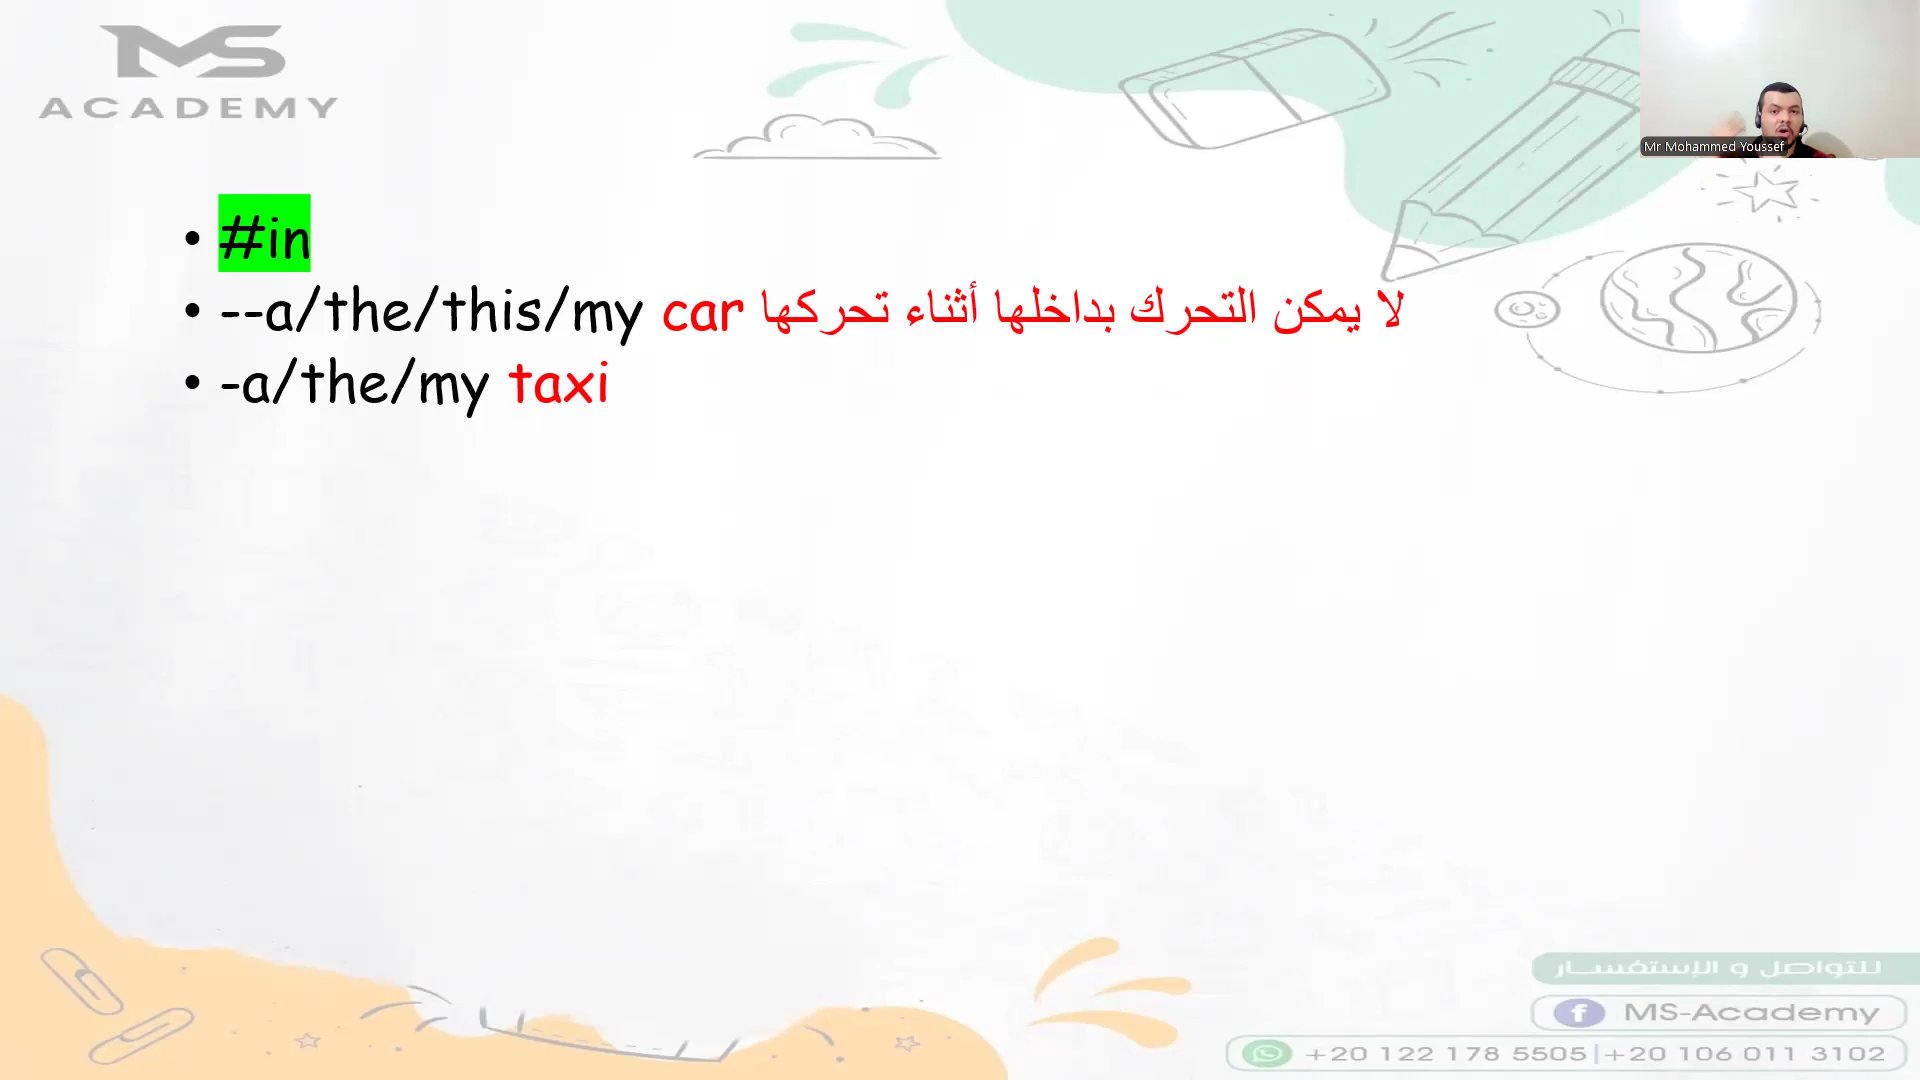 MS
ACADEMY
Mr Mohammed Youssef
• #in
• --a/the/this/my car لا يمكن التحرك بداخلها أثناء تحركها
• -a/the/my taxi
للتواصل و الإستفسار
MS-Academy
+20 122 178 5505 | +20 106 011 3102